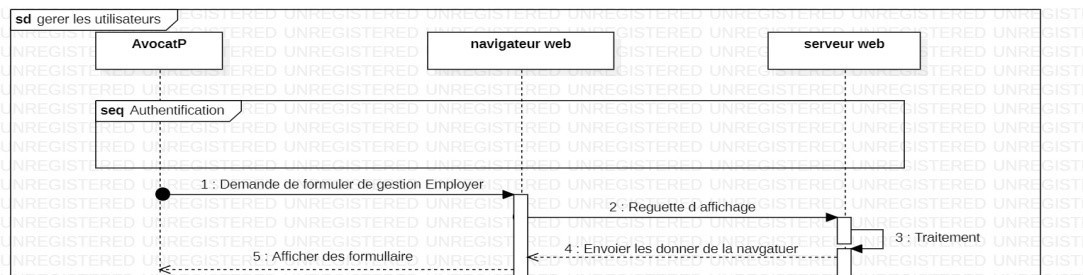 sd gerer les utilisateurs
AvocatP
navigateur web
serveur web
seq Authentification
1 : Demande de formuler de gestion Employer
2 : Reguette d affichage
3 : Traitement
4 : Envoier les donner de la navgatuer
5 : Afficher des formullaire
UNREGISTERED